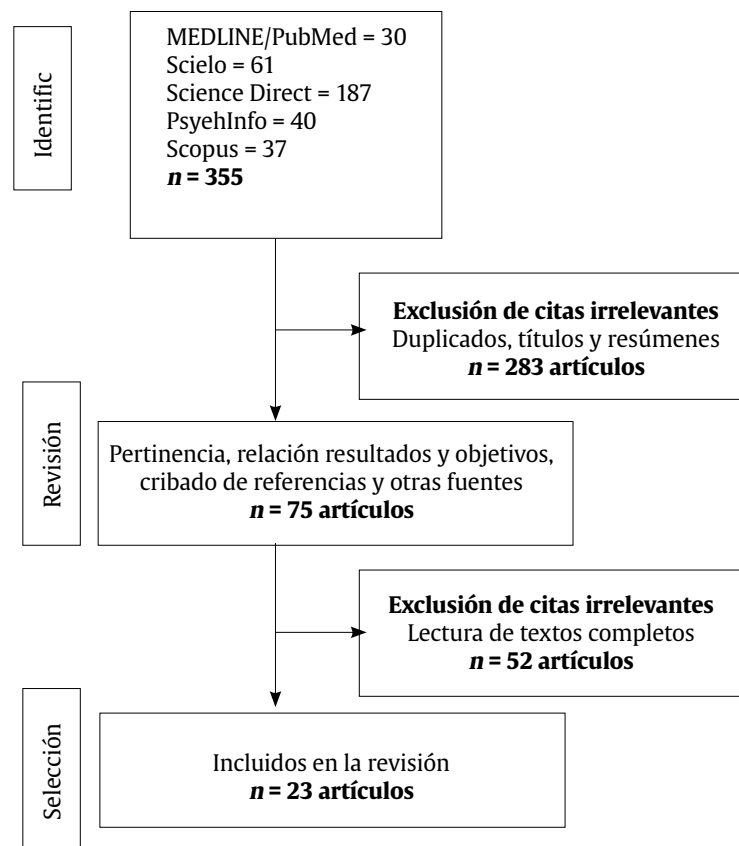 Identific
MEDLINE/PubMed = 30
Scielo = 61
Science Direct = 187
PsyehInfo = 40
Scopus = 37
n = 355
Exclusión de citas irrelevantes
Duplicados, títulos y resúmenes
n = 283 artículos
Revisión
Pertinencia, relación resultados y objetivos,
cribado de referencias y otras fuentes
n = 75 artículos
Exclusión de citas irrelevantes
Lectura de textos completos
n = 52 artículos
Selección
Incluidos en la revisión
n = 23 artículos